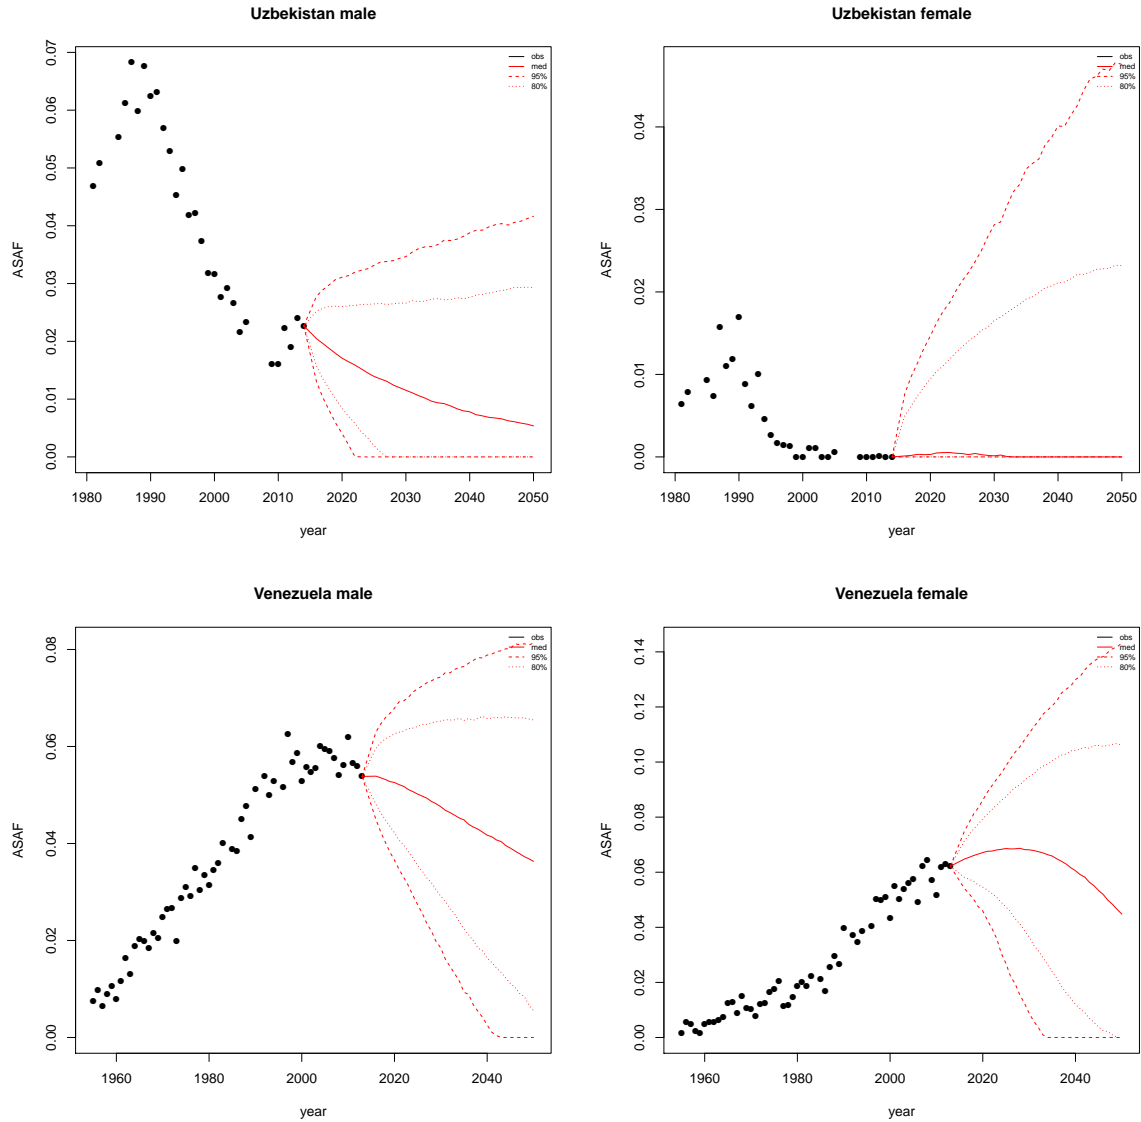 Uzbekistan male
0.07
0.06
0.05
0.04
0.03
0.02
0.01
0.00
ASAF
obs
med
95%
80%
1980 1990 2000 2010 2020 2030 2040 2050
year
Uzbekistan female
0.04
0.03
0.02
0.01
0.00
ASAF
obs
med
95%
80%
1980 1990 2000 2010 2020 2030 2040 2050
year
Venezuela male
0.08
0.06
0.04
0.02
0.00
ASAF
obs
med
95%
80%
1960 1980 2000 2020 2040
year
Venezuela female
0.14
0.12
0.10
0.08
0.06
0.04
0.02
0.00
ASAF
obs
med
95%
80%
1960 1980 2000 2020 2040
year